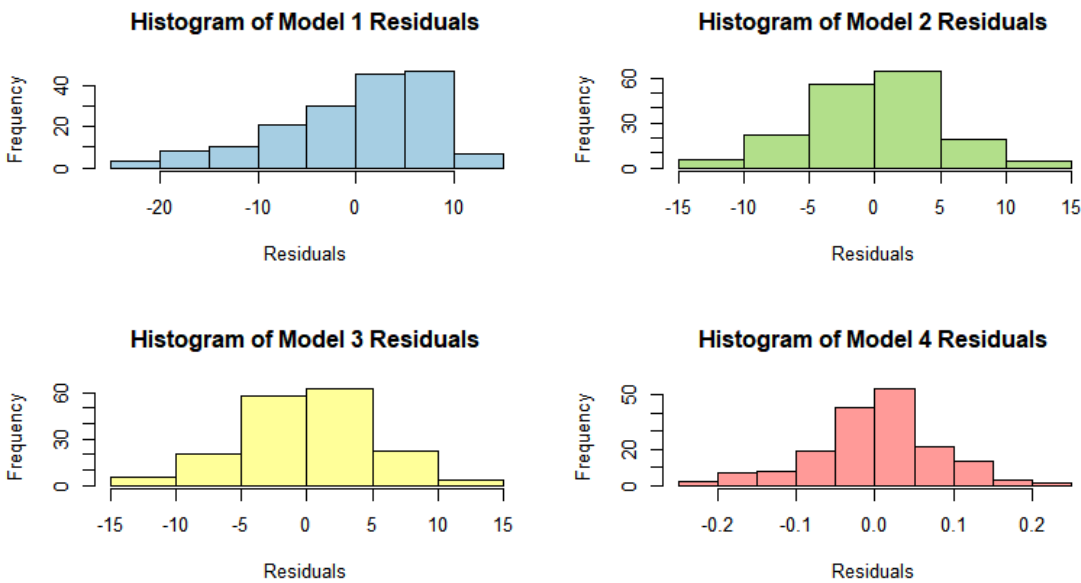 Histogram of Model 1 Residuals
Frequency
0 20 40
-20 -10 0 10
Residuals
Histogram of Model 2 Residuals
Frequency
0 30 60
-15 -10 -5 0 5 10 15
Residuals
Histogram of Model 3 Residuals
Frequency
0 30 60
-15 -10 -5 0 5 10 15
Residuals
Histogram of Model 4 Residuals
Frequency
0 20 50
-0.2 -0.1 0.0 0.1 0.2
Residuals